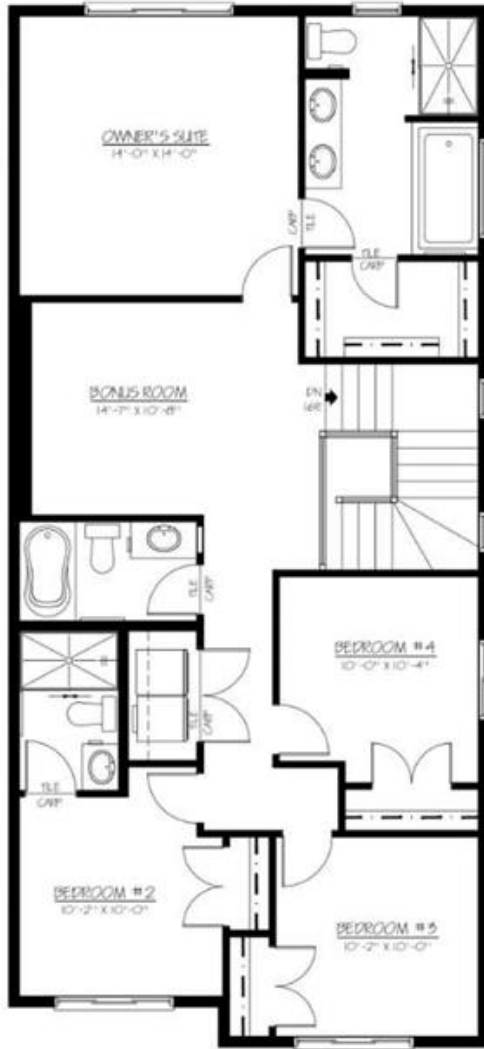 OWNER'S SUITE
14'-0" X 14'-0"
CARP
TILE
TILE
CARP
BONUS ROOM
14'-7" X 10'-8"
DN
16R
TILE
CARP
BEDROOM #4
10'-0" X 10'-4"
TILE
CARP
TILE
CARP
BEDROOM #2
10'-2" X 10'-0"
BEDROOM #3
10'-2" X 10'-0"